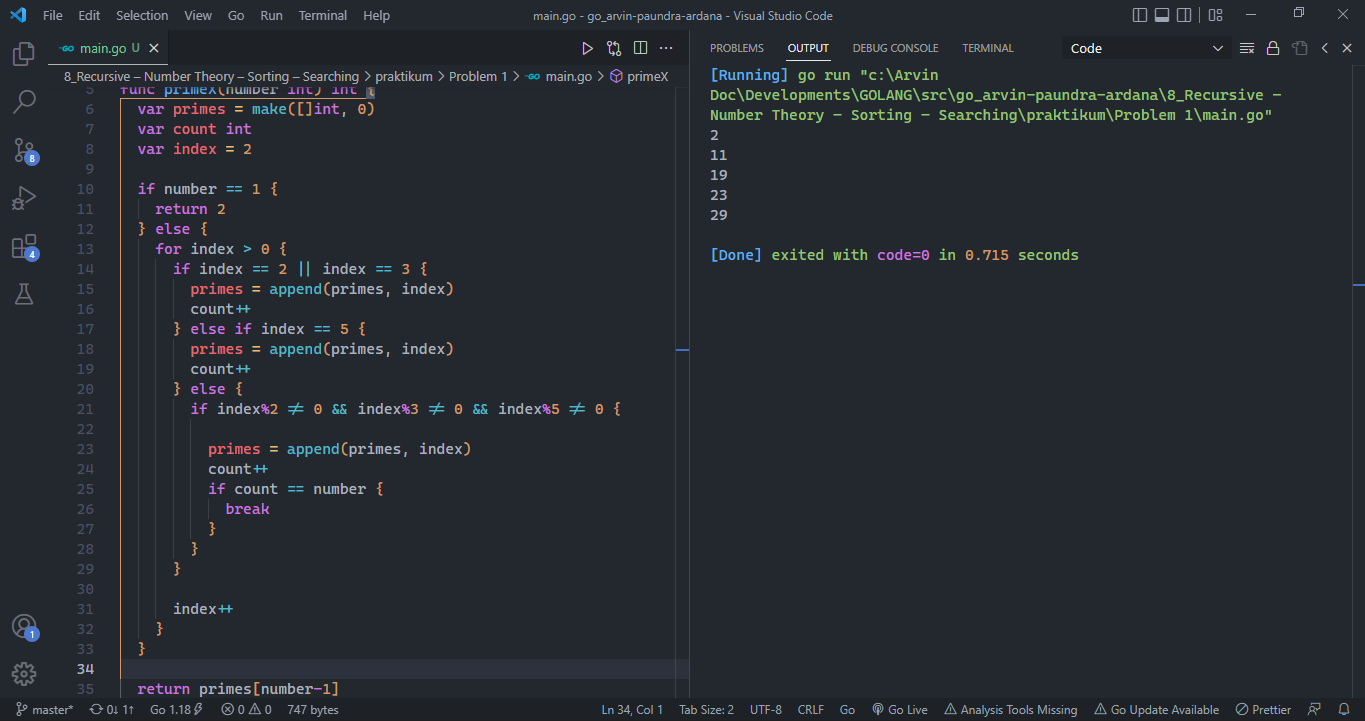 File Edit Selection View Go Run Terminal Help main.go - go_arvin-paundra-ardana - Visual Studio Code
main.go U
8_Recursive – Number Theory – Sorting – Searching > praktikum > Problem 1 > main.go > primeX
5 func primeX(number int) int {
6 var primes = make([]int, 0)
7 var count int
8 var index = 2
9
10 if number == 1 {
11 return 2
12 } else {
13 for index > 0 {
14 if index == 2 || index == 3 {
15 primes = append(primes, index)
16 count++
17 } else if index == 5 {
18 primes = append(primes, index)
19 count++
20 } else {
21 if index%2 != 0 && index%3 != 0 && index%5 != 0 {
22
23 primes = append(primes, index)
24 count++
25 if count == number {
26 break
27 }
28 }
29 }
30
31 index++
32 }
33 }
34
35 return primes[number-1]
PROBLEMS OUTPUT DEBUG CONSOLE TERMINAL Code
[Running] go run "c:\Arvin
Doc\Developments\GOLANG\src\go_arvin-paundra-ardana\8_Recursive –
Number Theory – Sorting – Searching\praktikum\Problem 1\main.go"
2
11
19
23
29
[Done] exited with code=0 in 0.715 seconds
8
4
1
master* 0↓ 1↑ Go 1.18 0 0 747 bytes Ln 34, Col 1 Tab Size: 2 UTF-8 CRLF Go Go Live Analysis Tools Missing Go Update Available Prettier